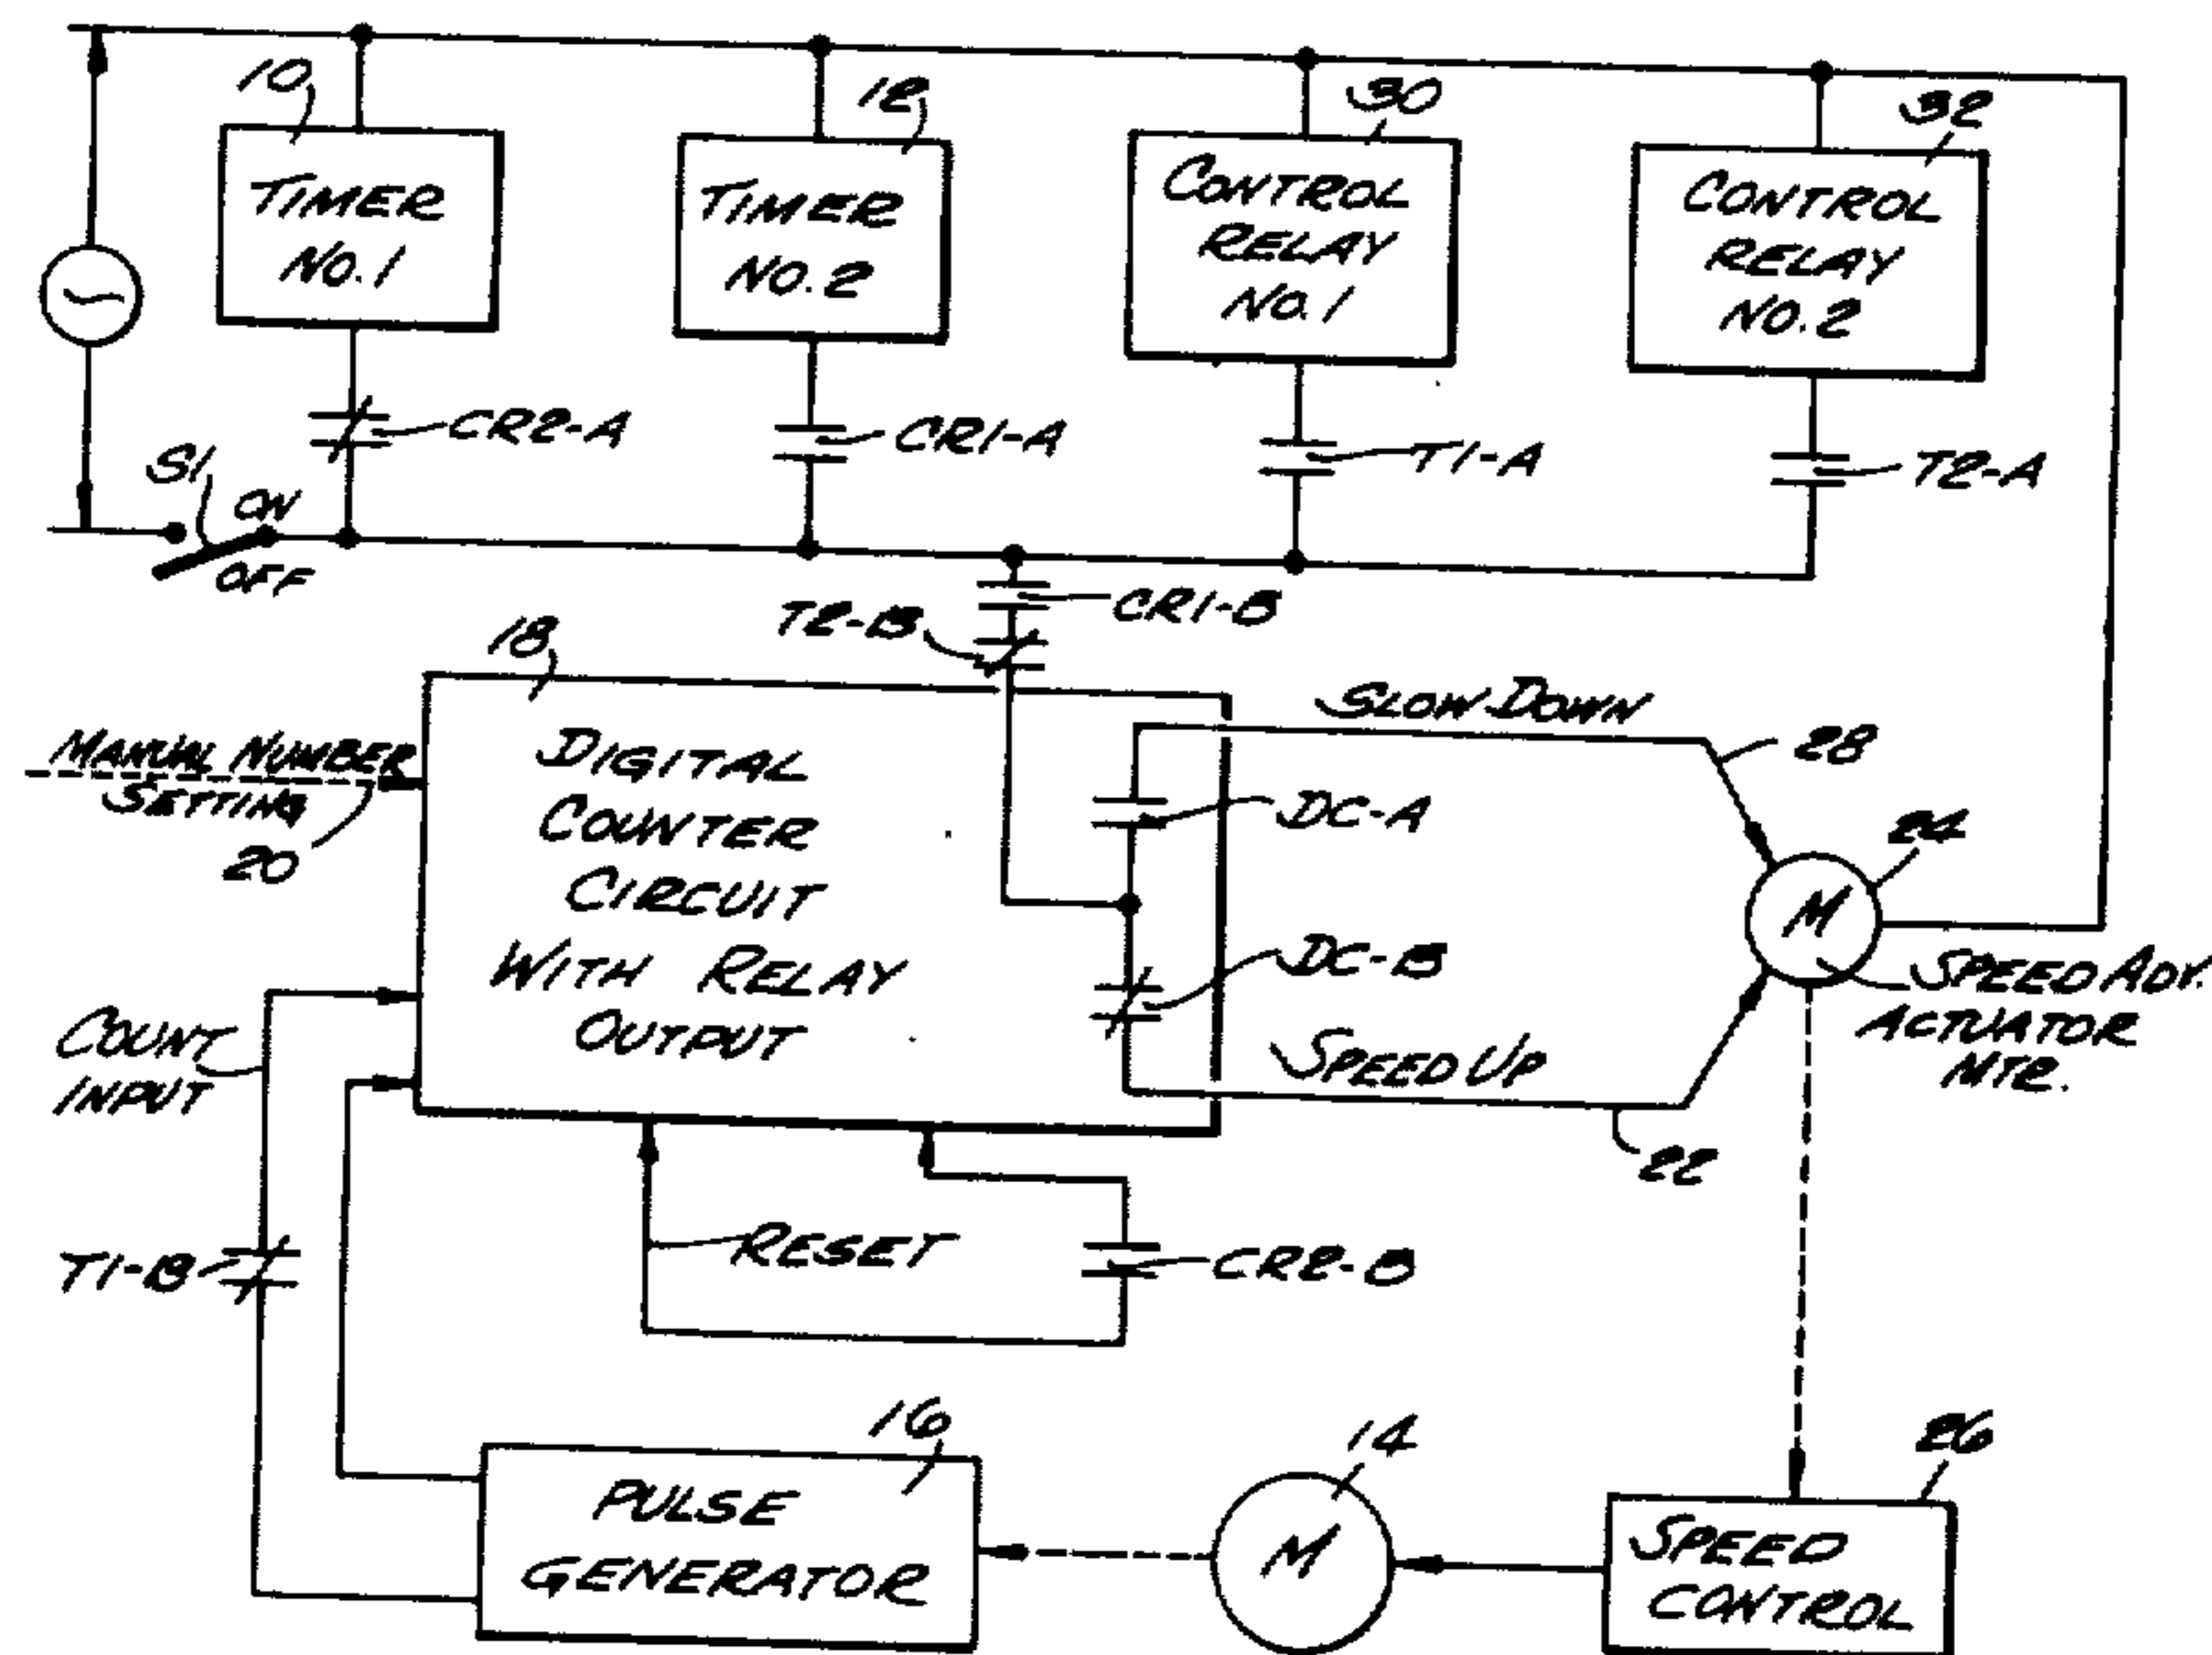 10
12
30
32
TIMER
NO. 1
TIMER
NO. 2
CONTROL
RELAY
NO. 1
CONTROL
RELAY
NO. 2
CR2-A
CR1-A
T1-A
T2-A
S1
ON
OFF
T2-B
CR1-B
18
SLOW-DOWN
28
MANUAL NUMBER
SETTING
20
DIGITAL
COUNTER
CIRCUIT
WITH RELAY
OUTPUT
DC-A
24
M
DC-B
SPEED ADV.
ACTUATOR
MTR.
COUNT
INPUT
SPEED UP
22
T1-B
RESET
CR2-B
16
14
26
PULSE
GENERATOR
M
SPEED
CONTROL